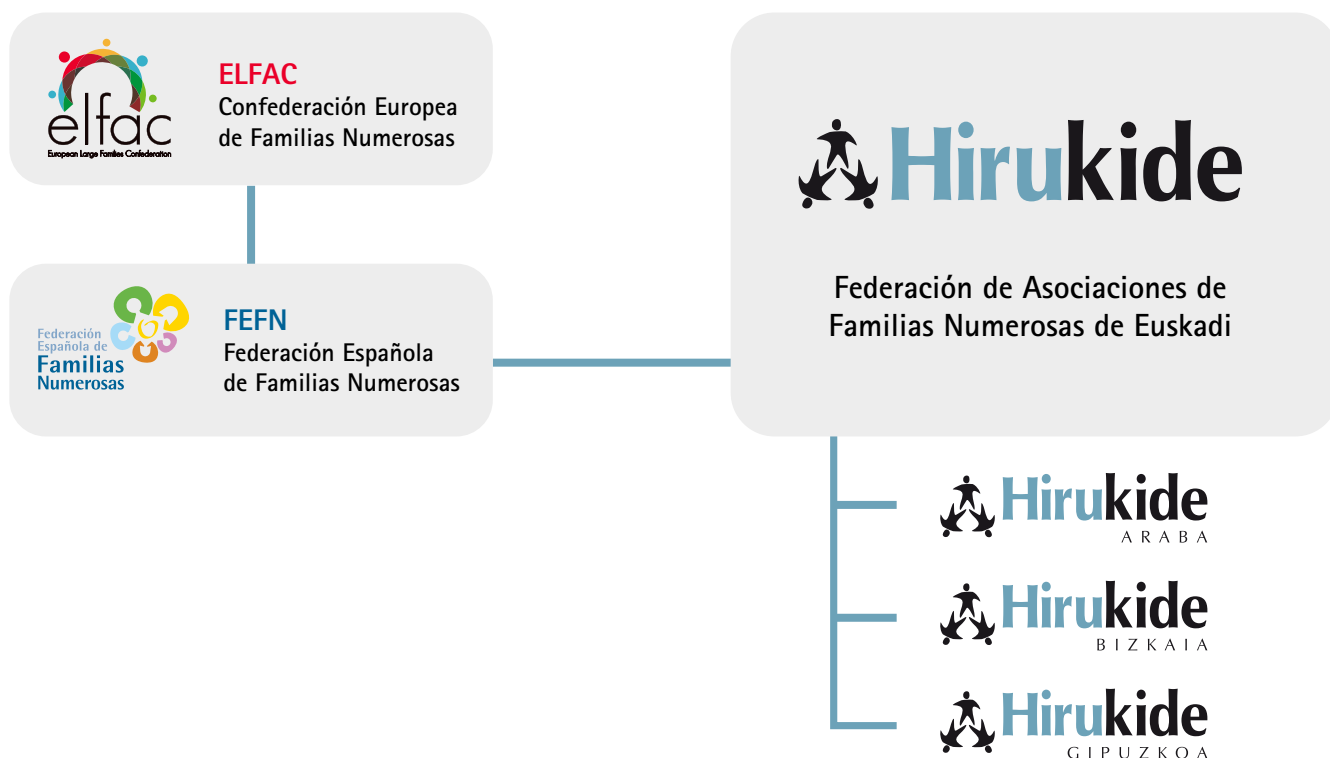 elfac
European Large Families Confederation
ELFAC
Confederación Europea
de Familias Numerosas
Federación
Española de
Familias
Numerosas
FEFN
Federación Española
de Familias Numerosas
Hirukide
Federación de Asociaciones de
Familias Numerosas de Euskadi
Hirukide
ARABA
Hirukide
BIZKAIA
Hirukide
GIPUZKOA